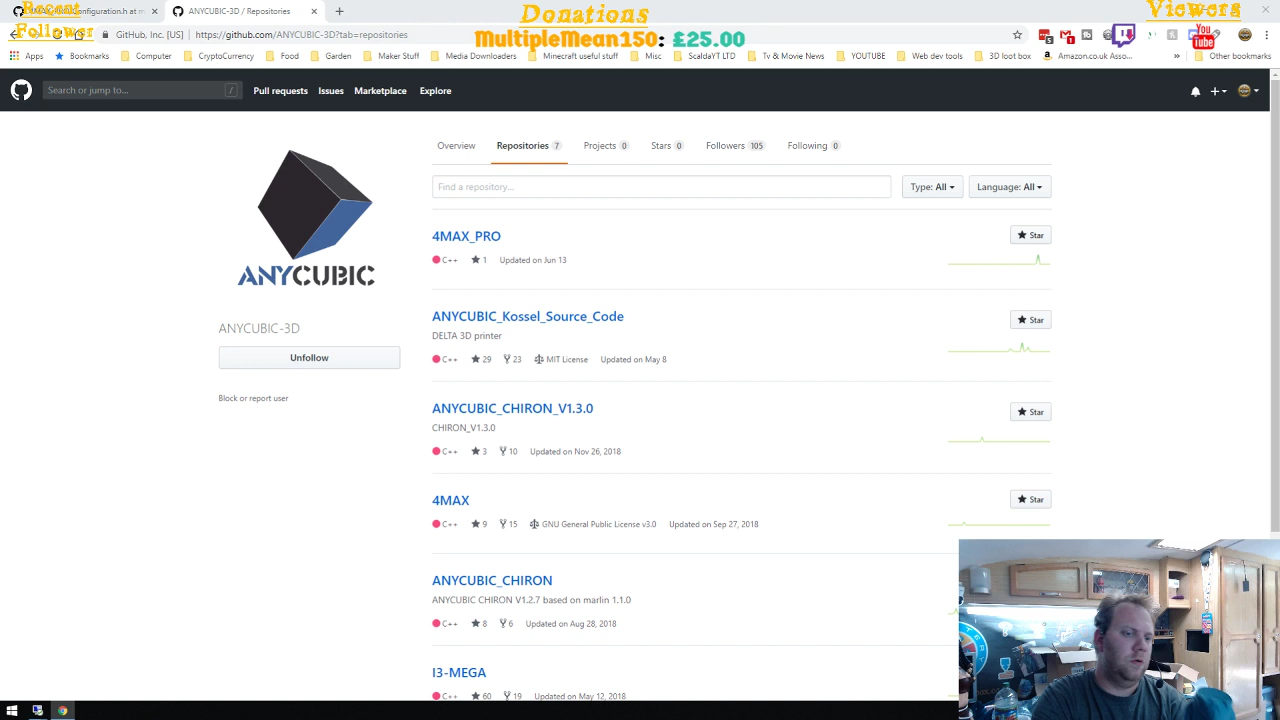 Recent
Follower
Donations
MultipleMean150: £25.00
Viewers
You
Tube
Configuration.h at m
ANYCUBIC-3D / Repositories
GitHub, Inc. [US]
https://github.com/ANYCUBIC-3D?tab=repositories
Apps
Bookmarks
Computer
CryptoCurrency
Food
Garden
Maker Stuff
Media Downloaders
Minecraft useful stuff
Misc
ScaldaYT LTD
Tv & Movie News
YOUTUBE
Web dev tools
3D loot box
Amazon.co.uk Asso...
»
Other bookmarks
Search or jump to...
/
Pull requests
Issues
Marketplace
Explore
Overview
Repositories 7
Projects 0
Stars 0
Followers 105
Following 0
Find a repository...
Type: All
Language: All
ANYCUBIC
ANYCUBIC-3D
Unfollow
Block or report user
4MAX_PRO
Star
C++ 1 Updated on Jun 13
ANYCUBIC_Kossel_Source_Code
Star
DELTA 3D printer
C++ 29 23 MIT License Updated on May 8
ANYCUBIC_CHIRON_V1.3.0
Star
CHIRON_V1.3.0
C++ 3 10 Updated on Nov 26, 2018
4MAX
Star
C++ 9 15 GNU General Public License v3.0 Updated on Sep 27, 2018
ANYCUBIC_CHIRON
ANYCUBIC CHIRON V1.2.7 based on marlin 1.1.0
C++ 8 6 Updated on Aug 28, 2018
I3-MEGA
C++ 60 19 Updated on May 12, 2018